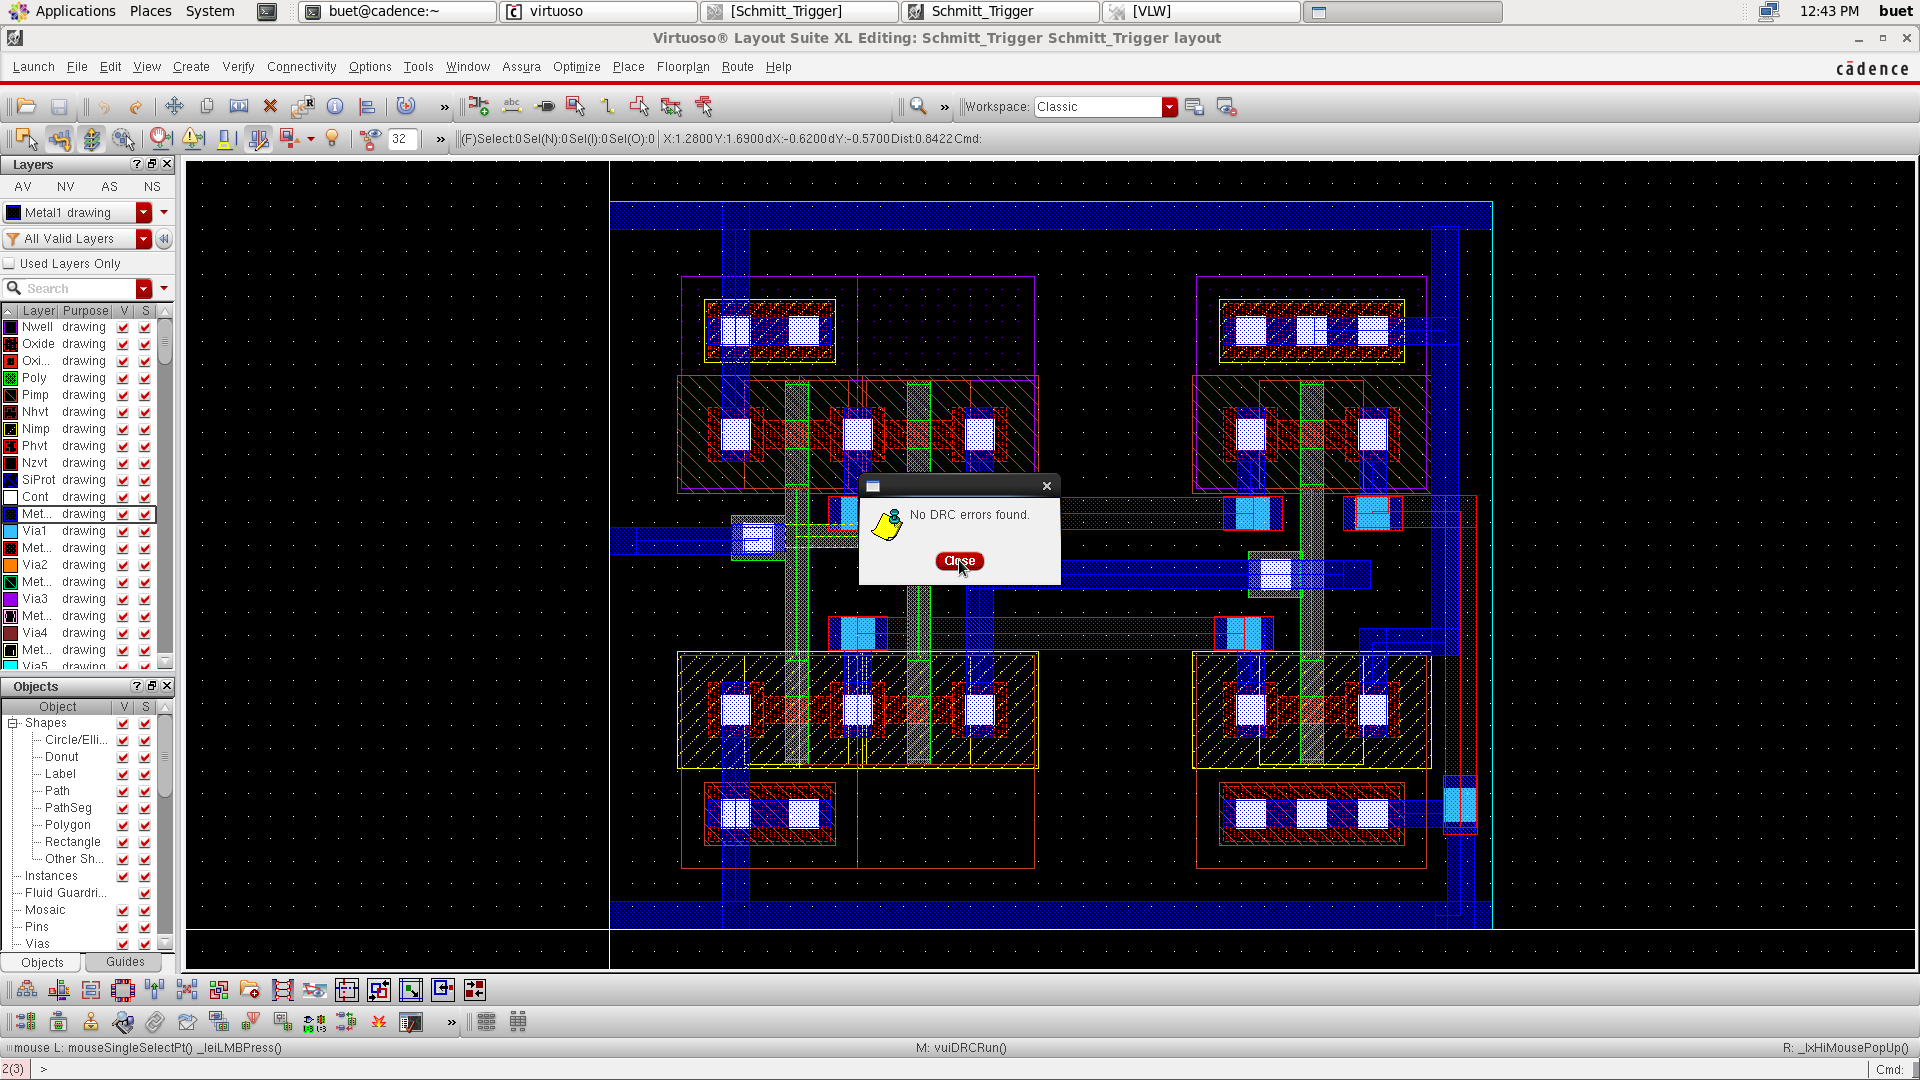 Applications Places System buet@cadence:~ virtuoso [Schmitt_Trigger] Schmitt_Trigger [VLW] 12:43 PM buet
Virtuoso® Layout Suite XL Editing: Schmitt_Trigger Schmitt_Trigger layout
Launch File Edit View Create Verify Connectivity Options Tools Window Assura Optimize Place Floorplan Route Help cādence
abc » » Workspace: Classic
32 » (F)Select:0 Sel(N):0 Sel(I):0 Sel(O):0 X:1.2800 Y:1.6900 dX:-0.6200 dY:-0.5700 Dist:0.8422 Cmd:
Layers
AV NV AS NS
Metal1 drawing
All Valid Layers
Used Layers Only
Search
Layer Purpose V S
Nwell drawing
Oxide drawing
Oxi... drawing
Poly drawing
Pimp drawing
Nhvt drawing
Nimp drawing
Phvt drawing
Nzvt drawing
SiProt drawing
Cont drawing
Met... drawing
Via1 drawing
Met... drawing
Via2 drawing
Met... drawing
Via3 drawing
Met... drawing
Via4 drawing
Met... drawing
Via5 drawing
No DRC errors found.
Close
Objects
Object V S
Shapes
Circle/Elli...
Donut
Label
Path
PathSeg
Polygon
Rectangle
Other Sh...
Instances
Fluid Guardri...
Mosaic
Pins
Vias
Objects Guides
»
mouse L: mouseSingleSelectPt() _leiLMBPress() M: vuiDRCRun() R: _lxHiMousePopUp()
2(3) > Cmd: